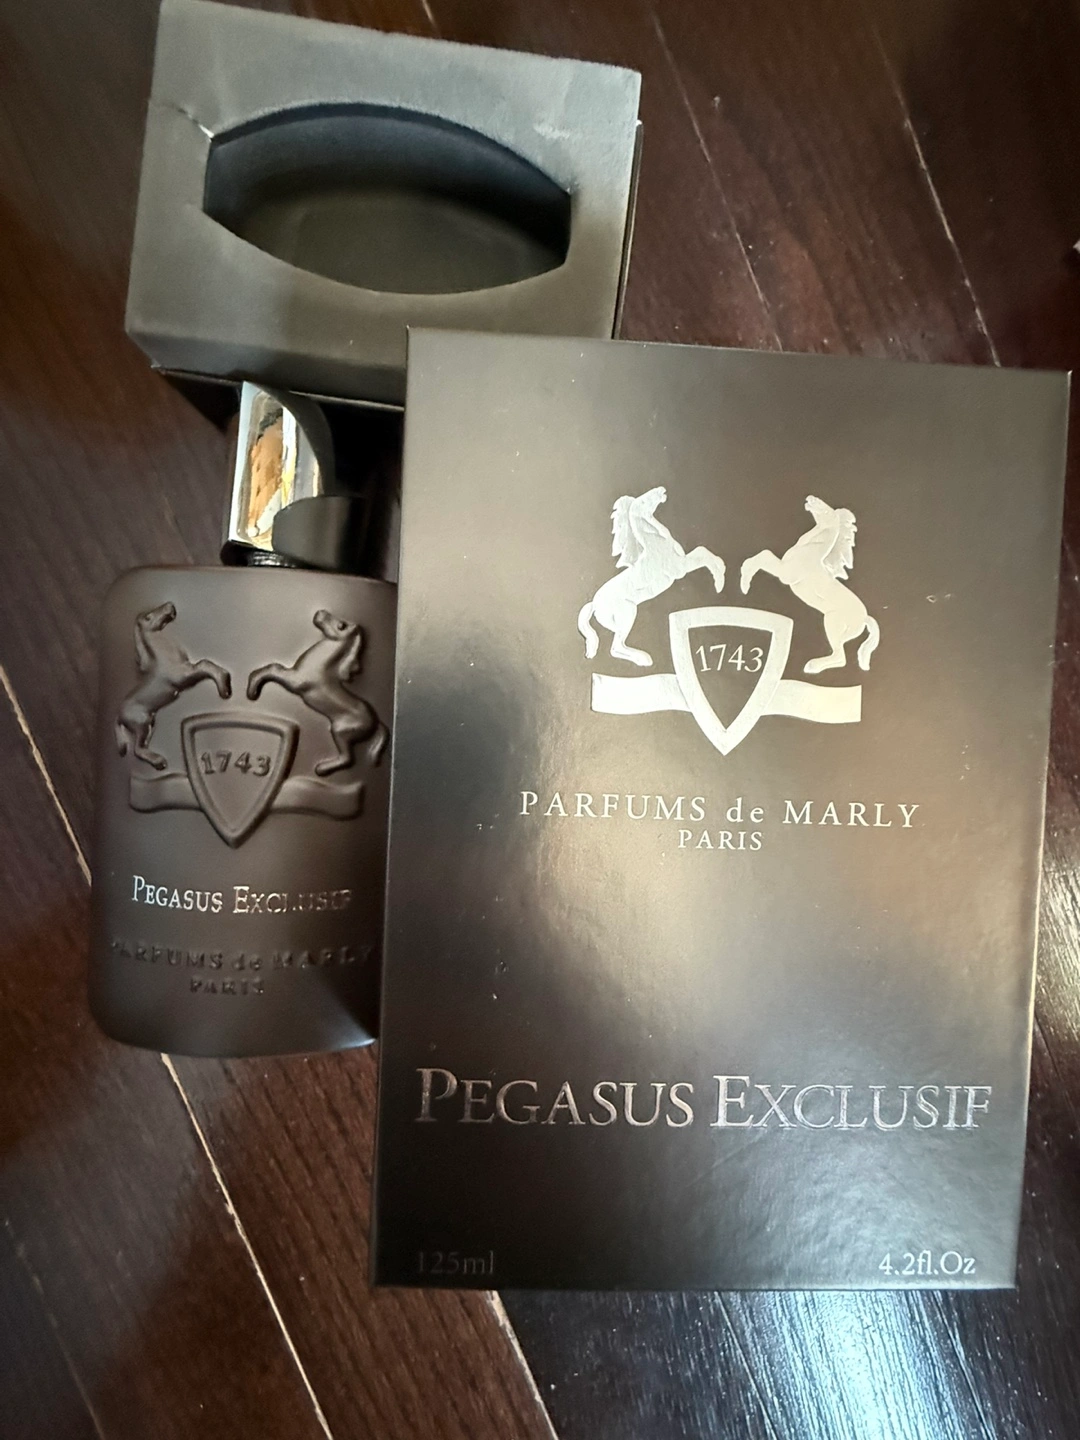 1743
PARFUMS de MARLY
PARIS
PEGASUS EXCLUSIF
125ml
4.2fl.Oz
1743
PEGASUS EXCLUSIF
PARFUMS de MARLY
PARIS